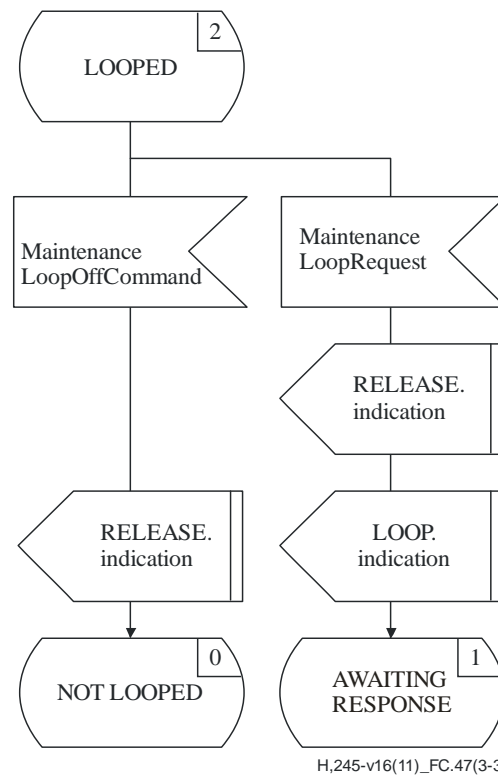 2
LOOPED
Maintenance
LoopOffCommand
Maintenance
LoopRequest
RELEASE.
indication
RELEASE.
indication
LOOP.
indication
0
NOT LOOPED
1
AWAITING
RESPONSE
H,245-v16(11)_FC.47(3-3